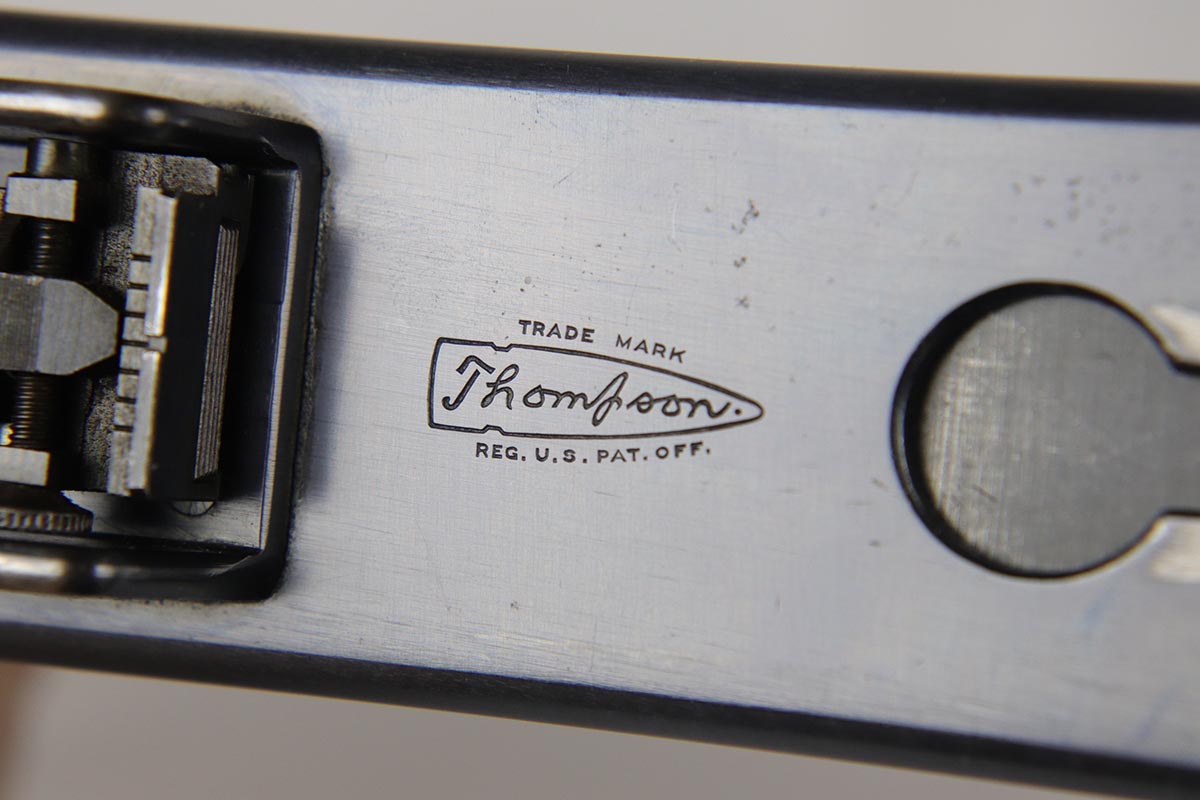 TRADE MARK
Thompson.
REG. U.S. PAT. OFF.